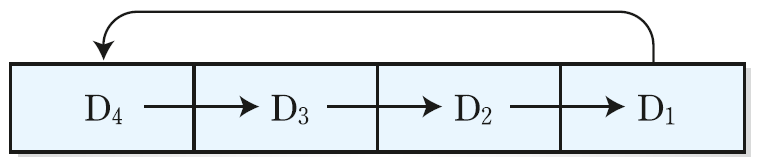 D₄ D₃ D₂ D₁